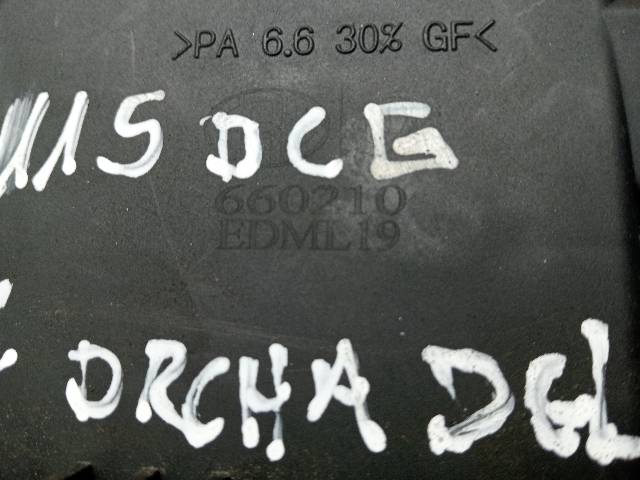 >PA 6.6 30% GF<
115 DCG
660210
EDML19
DRCHA DGL